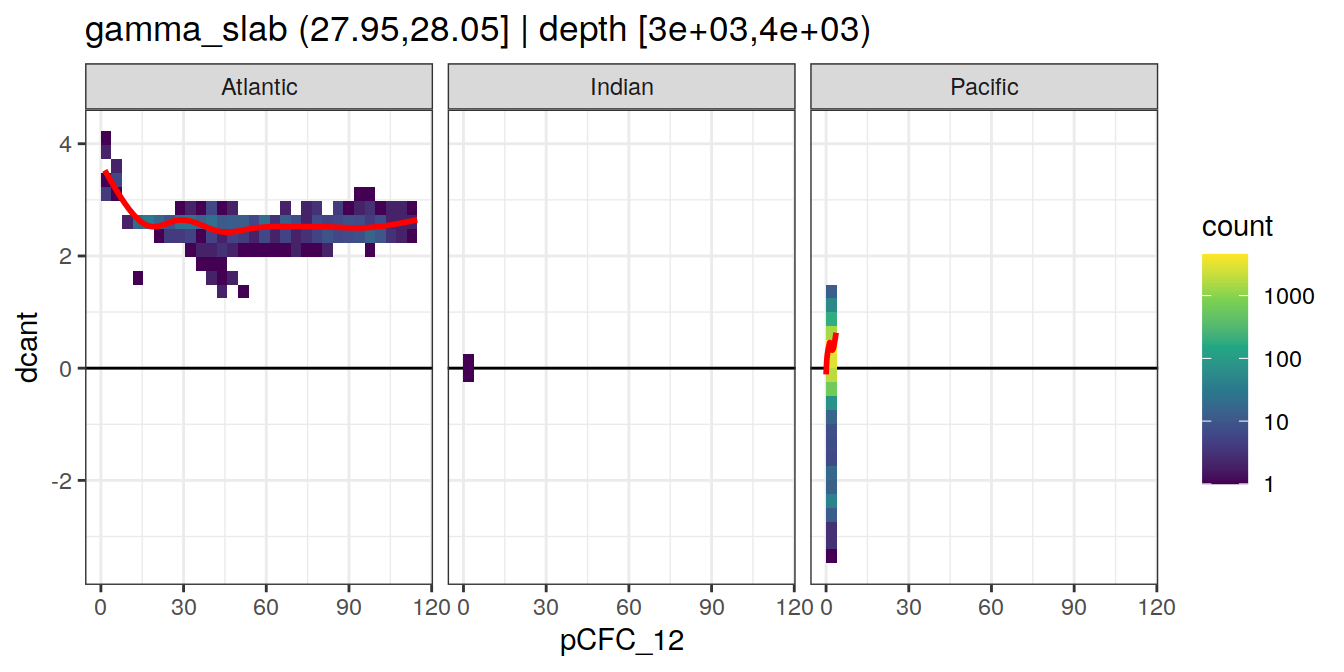 gamma_slab (27.95,28.05] | depth [3e+03,4e+03)
Atlantic Indian Pacific
dcant
4
2
0
-2
0 30 60 90 120 0 30 60 90 120 0 30 60 90 120
pCFC_12
count
1000
100
10
1